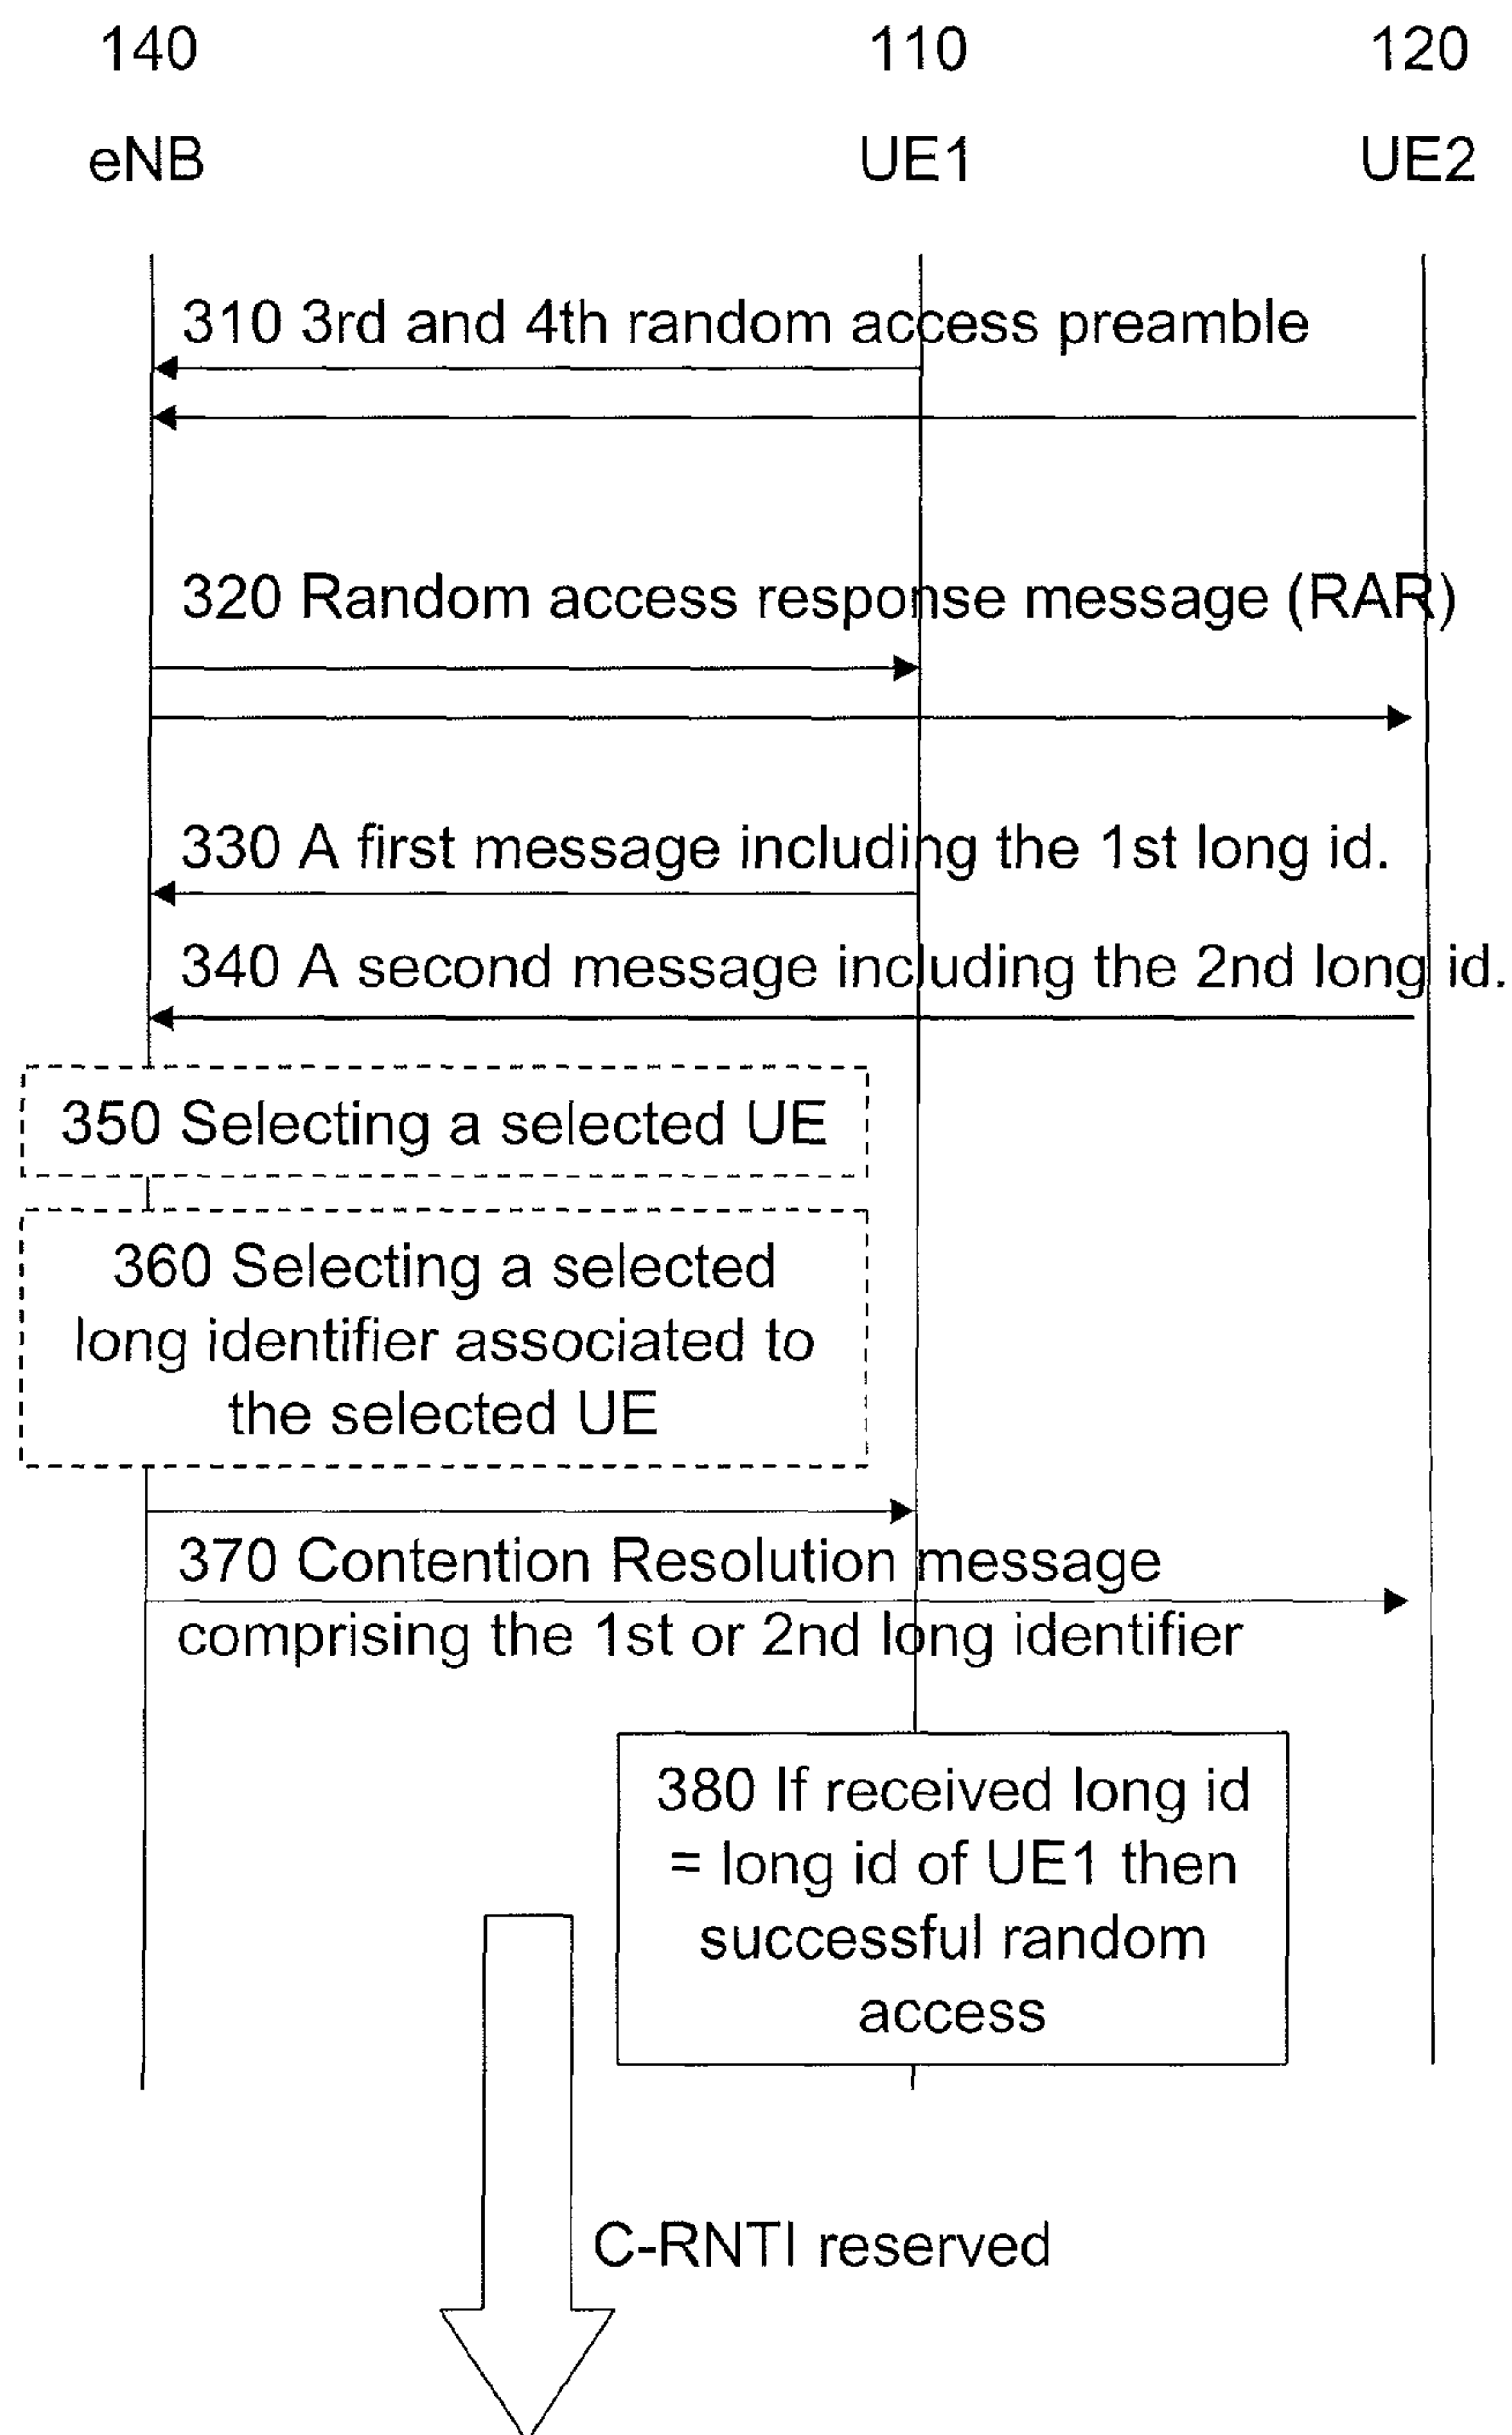 140 110 120
eNB UE1 UE2
310 3rd and 4th random access preamble
320 Random access response message (RAR)
330 A first message including the 1st long id.
340 A second message including the 2nd long id.
350 Selecting a selected UE
360 Selecting a selected
long identifier associated to
the selected UE
370 Contention Resolution message
comprising the 1st or 2nd long identifier
380 If received long id
= long id of UE1 then
successful random
access
C-RNTI reserved